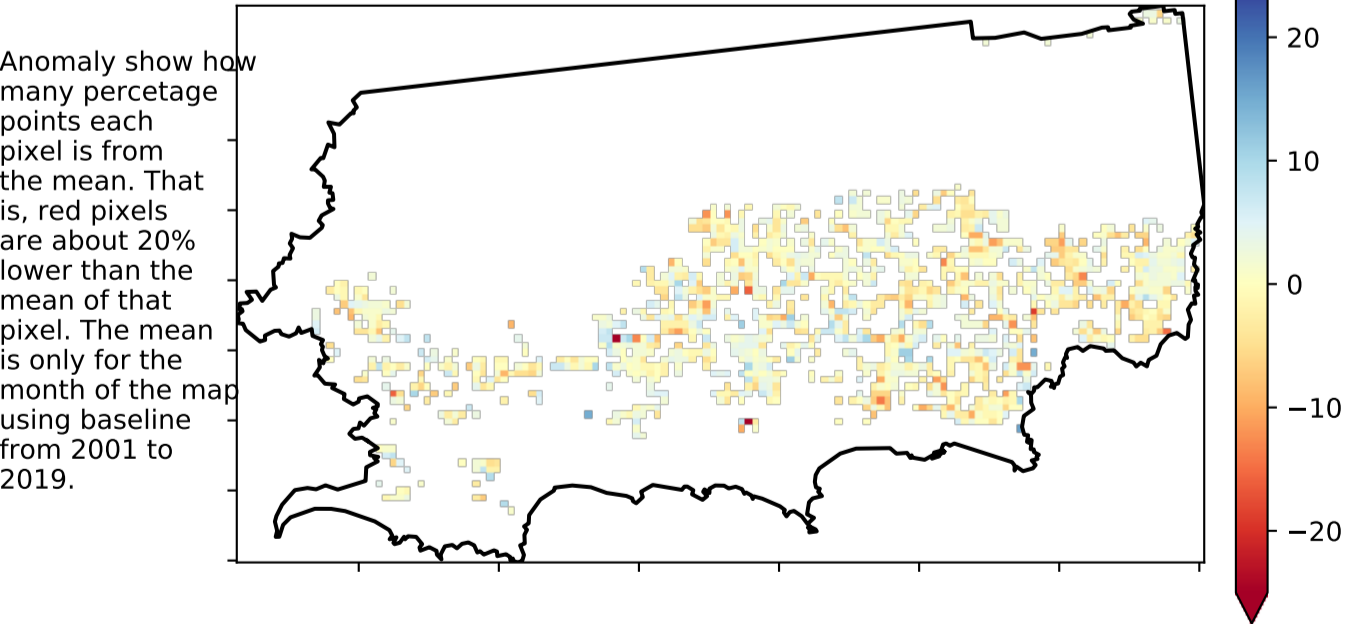 Anomaly show how
many percetage
points each
pixel is from
the mean. That
is, red pixels
are about 20%
lower than the
mean of that
pixel. The mean
is only for the
month of the map
using baseline
from 2001 to
2019.
20
10
0
−10
−20